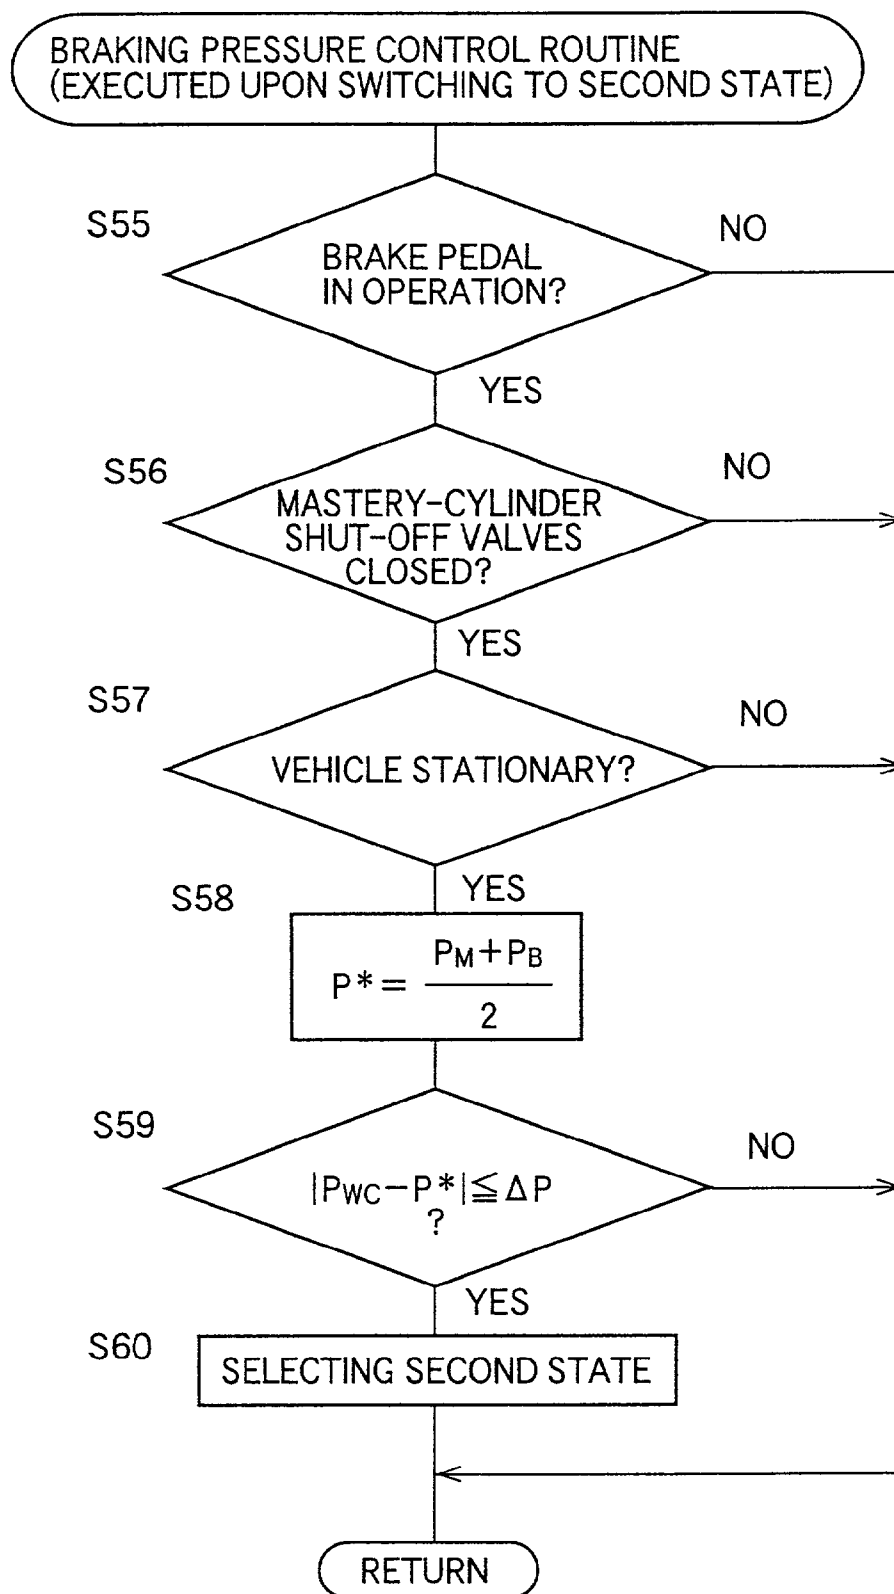 BRAKING PRESSURE CONTROL ROUTINE
(EXECUTED UPON SWITCHING TO SECOND STATE)
S55
NO
BRAKE PEDAL
IN OPERATION?
YES
S56
NO
MASTERY-CYLINDER
SHUT-OFF VALVES
CLOSED?
YES
S57
NO
VEHICLE STATIONARY?
YES
S58
P* = (PM+PB)/2
S59
NO
|PWC-P*|≦ΔP
?
YES
S60
SELECTING SECOND STATE
RETURN